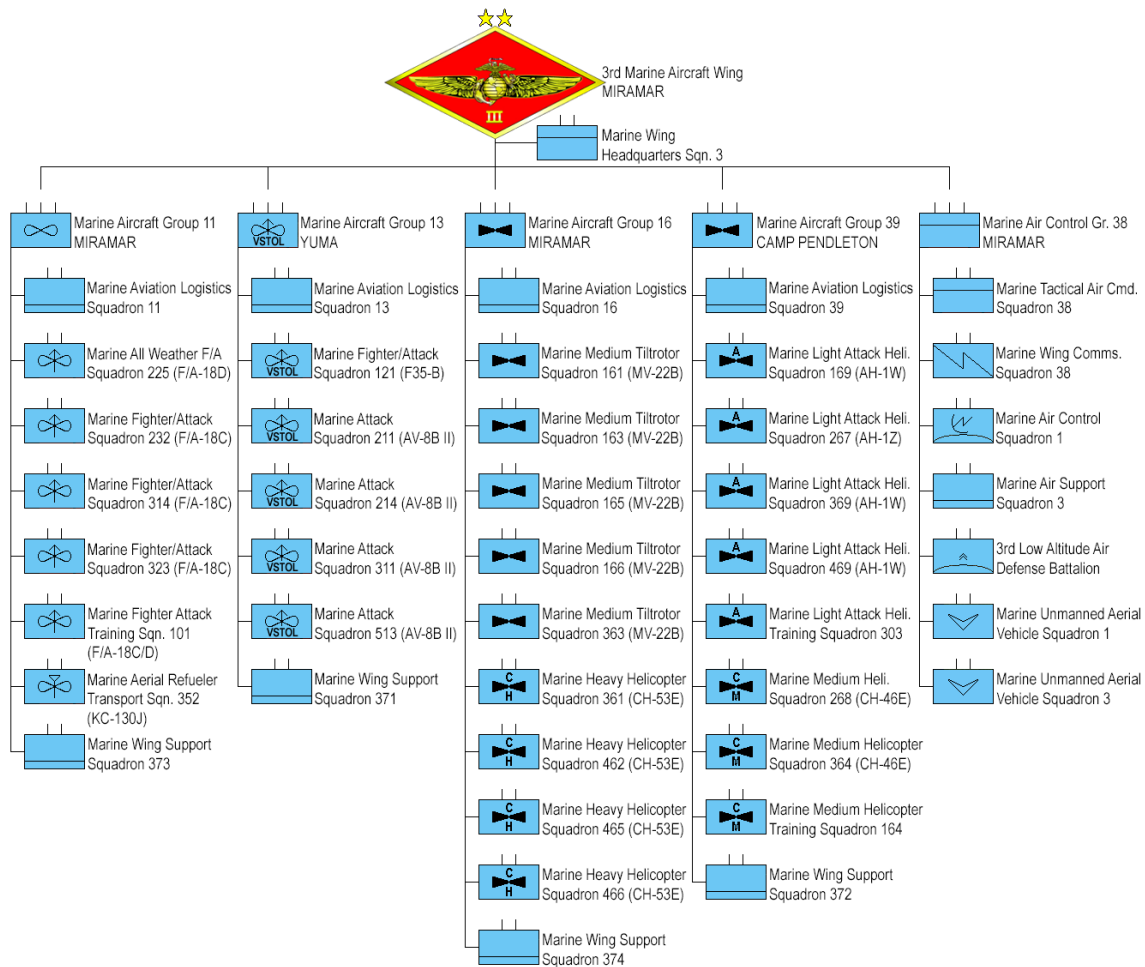 III
3rd Marine Aircraft Wing
MIRAMAR
Marine Wing
Headquarters Sqn. 3
Marine Aircraft Group 11
MIRAMAR
Marine Aviation Logistics
Squadron 11
Marine All Weather F/A
Squadron 225 (F/A-18D)
Marine Fighter/Attack
Squadron 232 (F/A-18C)
Marine Fighter/Attack
Squadron 314 (F/A-18C)
Marine Fighter/Attack
Squadron 323 (F/A-18C)
Marine Fighter Attack
Training Sqn. 101
(F/A-18C/D)
Marine Aerial Refueler
Transport Sqn. 352
(KC-130J)
Marine Wing Support
Squadron 373
VSTOL
Marine Aircraft Group 13
YUMA
Marine Aviation Logistics
Squadron 13
VSTOL
Marine Fighter/Attack
Squadron 121 (F35-B)
VSTOL
Marine Attack
Squadron 211 (AV-8B II)
VSTOL
Marine Attack
Squadron 214 (AV-8B II)
VSTOL
Marine Attack
Squadron 311 (AV-8B II)
VSTOL
Marine Attack
Squadron 513 (AV-8B II)
Marine Wing Support
Squadron 371
Marine Aircraft Group 16
MIRAMAR
Marine Aviation Logistics
Squadron 16
Marine Medium Tiltrotor
Squadron 161 (MV-22B)
Marine Medium Tiltrotor
Squadron 163 (MV-22B)
Marine Medium Tiltrotor
Squadron 165 (MV-22B)
Marine Medium Tiltrotor
Squadron 166 (MV-22B)
Marine Medium Tiltrotor
Squadron 363 (MV-22B)
C
H
Marine Heavy Helicopter
Squadron 361 (CH-53E)
C
H
Marine Heavy Helicopter
Squadron 462 (CH-53E)
C
H
Marine Heavy Helicopter
Squadron 465 (CH-53E)
C
H
Marine Heavy Helicopter
Squadron 466 (CH-53E)
Marine Wing Support
Squadron 374
Marine Aircraft Group 39
CAMP PENDLETON
Marine Aviation Logistics
Squadron 39
A
Marine Light Attack Heli.
Squadron 169 (AH-1W)
A
Marine Light Attack Heli.
Squadron 267 (AH-1Z)
A
Marine Light Attack Heli.
Squadron 369 (AH-1W)
A
Marine Light Attack Heli.
Squadron 469 (AH-1W)
A
Marine Light Attack Heli.
Training Squadron 303
C
M
Marine Medium Heli.
Squadron 268 (CH-46E)
C
M
Marine Medium Helicopter
Squadron 364 (CH-46E)
C
M
Marine Medium Helicopter
Training Squadron 164
Marine Wing Support
Squadron 372
Marine Air Control Gr. 38
MIRAMAR
Marine Tactical Air Cmd.
Squadron 38
Marine Wing Comms.
Squadron 38
Marine Air Control
Squadron 1
Marine Air Support
Squadron 3
3rd Low Altitude Air
Defense Battalion
Marine Unmanned Aerial
Vehicle Squadron 1
Marine Unmanned Aerial
Vehicle Squadron 3